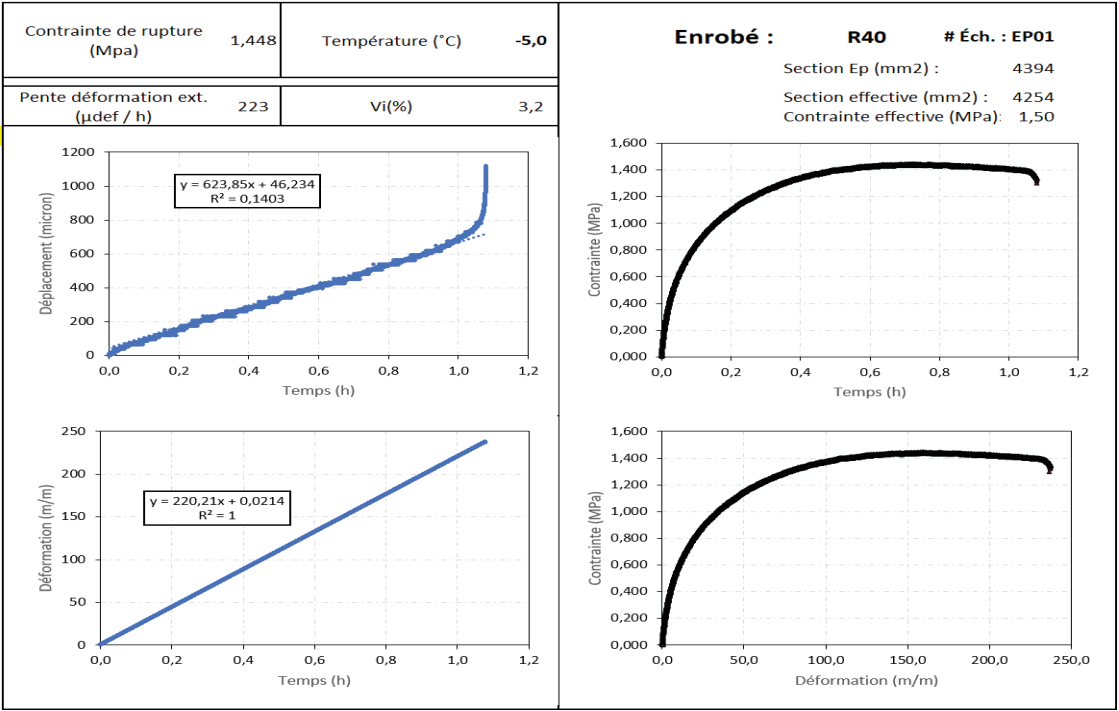 Contrainte de rupture
(Mpa)
1,448
Température (˚C)
-5,0
Pente déformation ext.
(µdef / h)
223
Vi(%)
3,2
Enrobé :
R40
# Éch. : EP01
Section Ep (mm2) :
4394
Section effective (mm2) :
4254
Contrainte effective (MPa):
1,50
1200
1000
800
600
400
200
0
Déplacement (micron)
y = 623,85x + 46,234
R² = 0,1403
0,0
0,2
0,4
0,6
0,8
1,0
1,2
Temps (h)
1,600
1,400
1,200
1,000
0,800
0,600
0,400
0,200
0,000
Contrainte (MPa)
0,0
0,2
0,4
0,6
0,8
1,0
1,2
Temps (h)
250
200
150
100
50
0
Déformation (m/m)
y = 220,21x + 0,0214
R² = 1
0,0
0,2
0,4
0,6
0,8
1,0
1,2
Temps (h)
1,600
1,400
1,200
1,000
0,800
0,600
0,400
0,200
0,000
Contrainte (MPa)
0,0
50,0
100,0
150,0
200,0
250,0
Déformation (m/m)